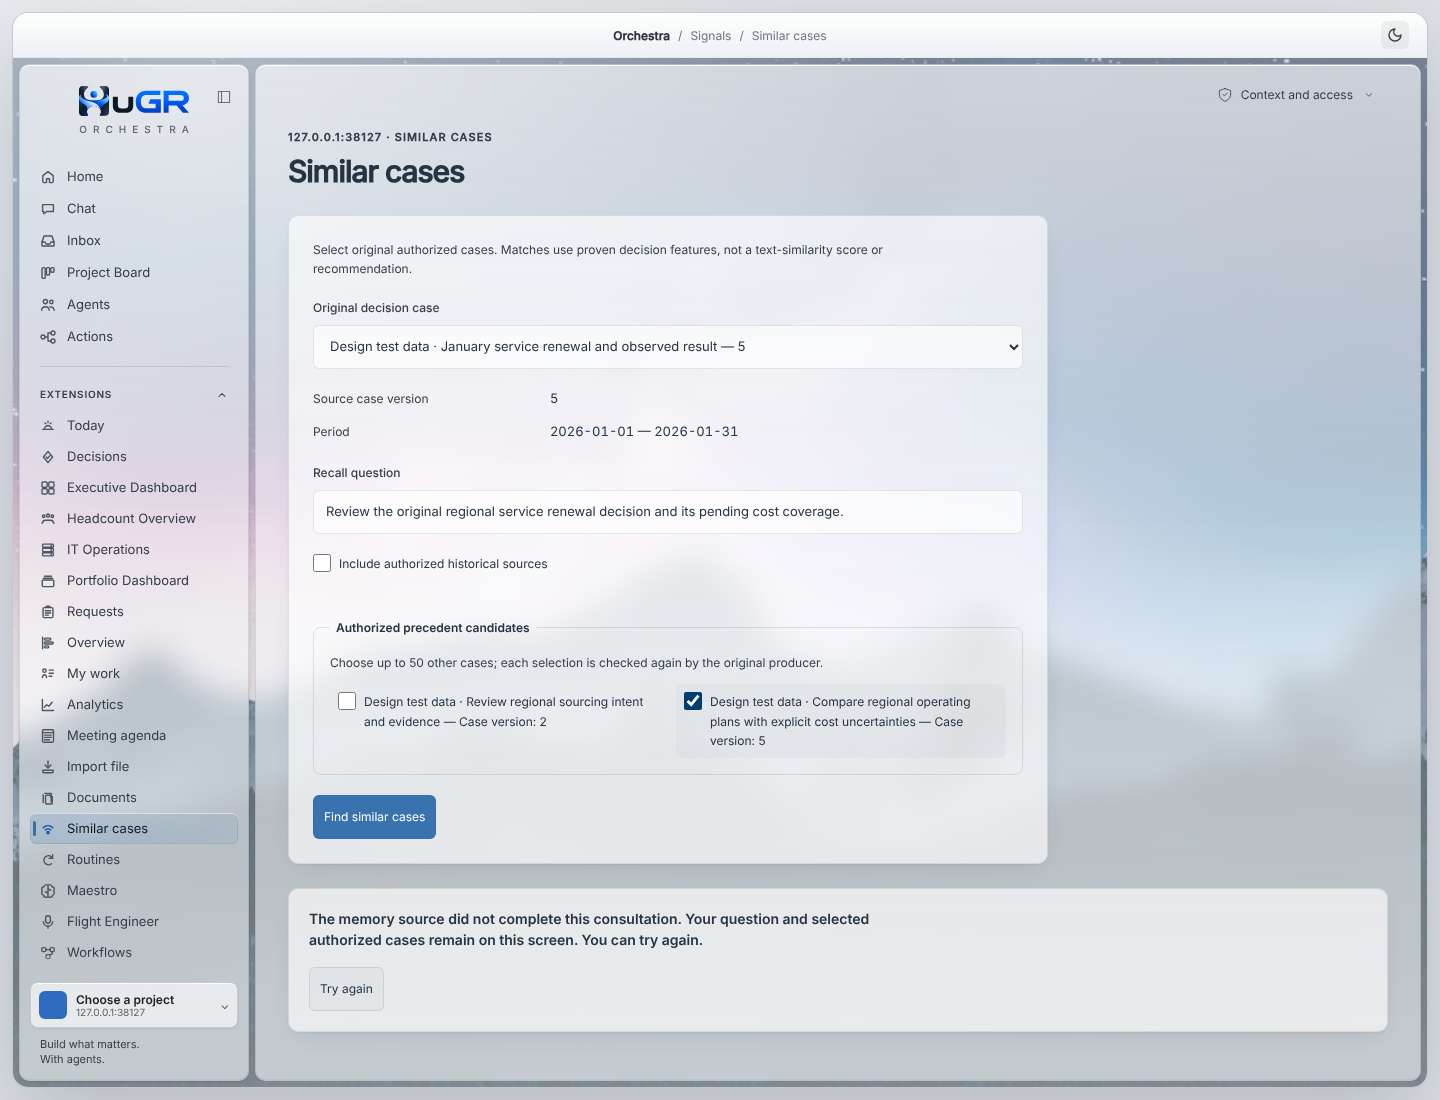 Orchestra / Signals / Similar cases
HuGR
ORCHESTRA
Home
Chat
Inbox
Project Board
Agents
Actions
EXTENSIONS
Today
Decisions
Executive Dashboard
Headcount Overview
IT Operations
Portfolio Dashboard
Requests
Overview
My work
Analytics
Meeting agenda
Import file
Documents
Similar cases
Routines
Maestro
Flight Engineer
Workflows
Choose a project
127.0.0.1:38127
Build what matters.
With agents.
Context and access
127.0.0.1:38127 · SIMILAR CASES
Similar cases
Select original authorized cases. Matches use proven decision features, not a text-similarity score or
recommendation.
Original decision case
Design test data · January service renewal and observed result — 5
Source case version 5
Period 2026-01-01 — 2026-01-31
Recall question
Review the original regional service renewal decision and its pending cost coverage.
Include authorized historical sources
Authorized precedent candidates
Choose up to 50 other cases; each selection is checked again by the original producer.
Design test data · Review regional sourcing intent
and evidence — Case version: 2
Design test data · Compare regional operating
plans with explicit cost uncertainties — Case
version: 5
Find similar cases
The memory source did not complete this consultation. Your question and selected
authorized cases remain on this screen. You can try again.
Try again